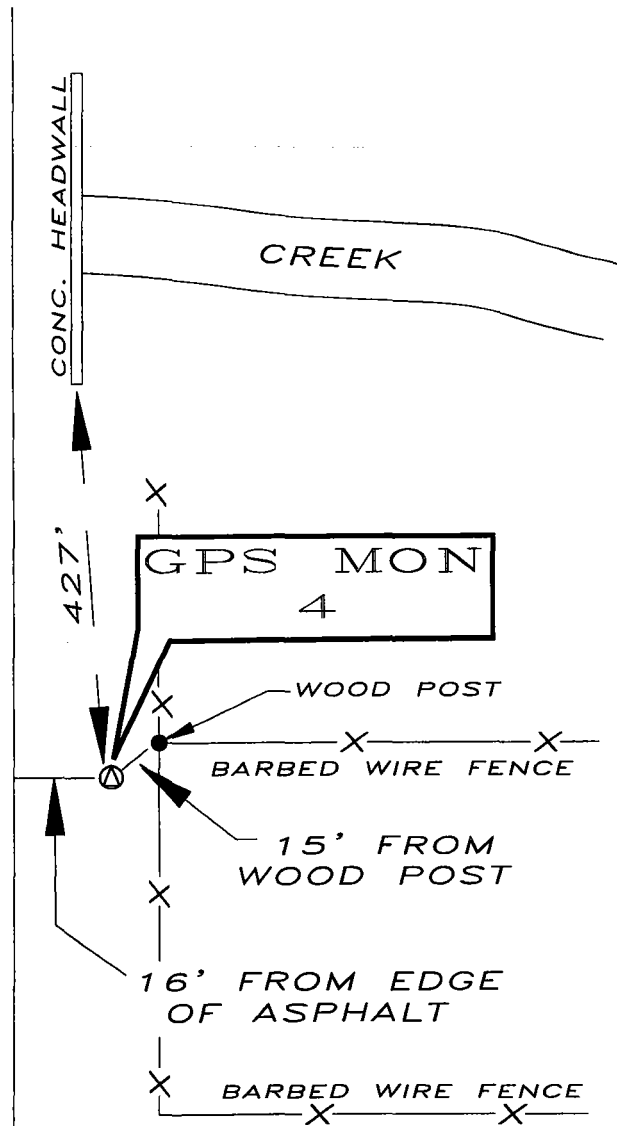 CONC. HEADWALL
CREEK
427'
GPS MON
4
WOOD POST
BARBED WIRE FENCE
15' FROM
WOOD POST
16' FROM EDGE
OF ASPHALT
BARBED WIRE FENCE